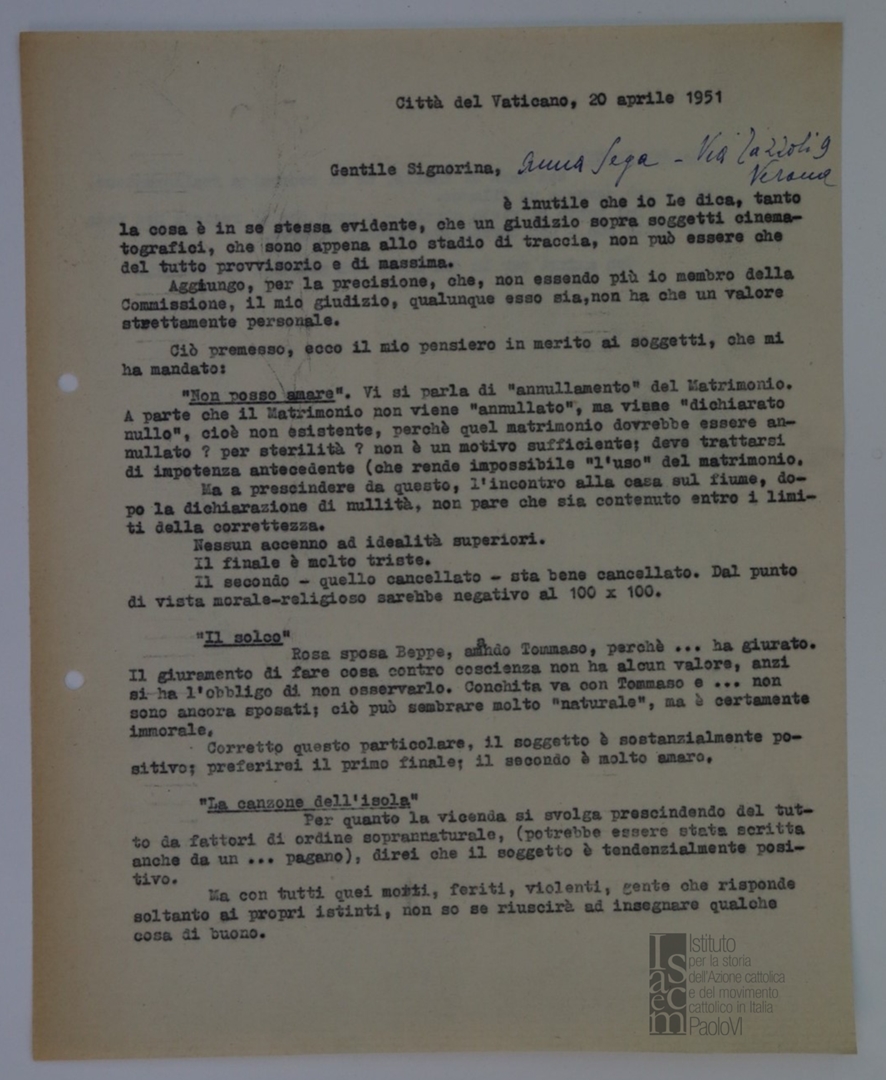 Città del Vaticano, 20 aprile 1951
Gentile Signorina, Anna Sega - Via Zazzoli 9
Verona
è inutile che io Le dica, tanto
la cosa è in se stessa evidente, che un giudizio sopra soggetti cinema-
tografici, che sono appena allo stadio di traccia, non può essere che
del tutto provvisorio e di massima.
Aggiungo, per la precisione, che, non essendo più io membro della
Commissione, il mio giudizio, qualunque esso sia,non ha che un valore
strettamente personale.
Ciò premesso, ecco il mio pensiero in merito ai soggetti, che mi
ha mandato:
"Non posso amare". Vi si parla di "annullamento" del Matrimonio.
A parte che il Matrimonio non viene "annullato", ma viene "dichiarato
nullo", cioè non esistente, perchè quel matrimonio dovrebbe essere an-
nullato ? per sterilità ? non è un motivo sufficiente; deve trattarsi
di impotenza antecedente (che rende impossibile "l'uso" del matrimonio.
Ma a prescindere da questo, l'incontro alla casa sul fiume, do-
po la dichiarazione di nullità, non pare che sia contenuto entro i limi-
ti della correttezza.
Nessun accenno ad idealità superiori.
Il finale è molto triste.
Il secondo - quello cancellato - sta bene cancellato. Dal punto
di vista morale-religioso sarebbe negativo al 100 x 100.
"Il solco"
Rosa sposa Beppe, amando Tommaso, perchè ... ha giurato.
Il giuramento di fare cosa contro coscienza non ha alcun valore, anzi
si ha l'obbligo di non osservarlo. Conchita va con Tommaso e ... non
sono ancora sposati; ciò può sembrare molto "naturale", ma è certamente
immorale.
Corretto questo particolare, il soggetto è sostanzialmente po-
sitivo; preferirei il primo finale; il secondo è molto amaro.
"La canzone dell'isola"
Per quanto la vicenda si svolga prescindendo del tut-
to da fattori di ordine soprannaturale, (potrebbe essere stata scritta
anche da un ... pagano), direi che il soggetto è tendenzialmente posi-
tivo.
Ma con tutti quei morti, feriti, violenti, gente che risponde
soltanto ai propri istinti, non so se riuscirà ad insegnare qualche
cosa di buono.
Isacem
Istituto
per la storia
dell'Azione cattolica
e del movimento
cattolico in Italia
PaoloVI